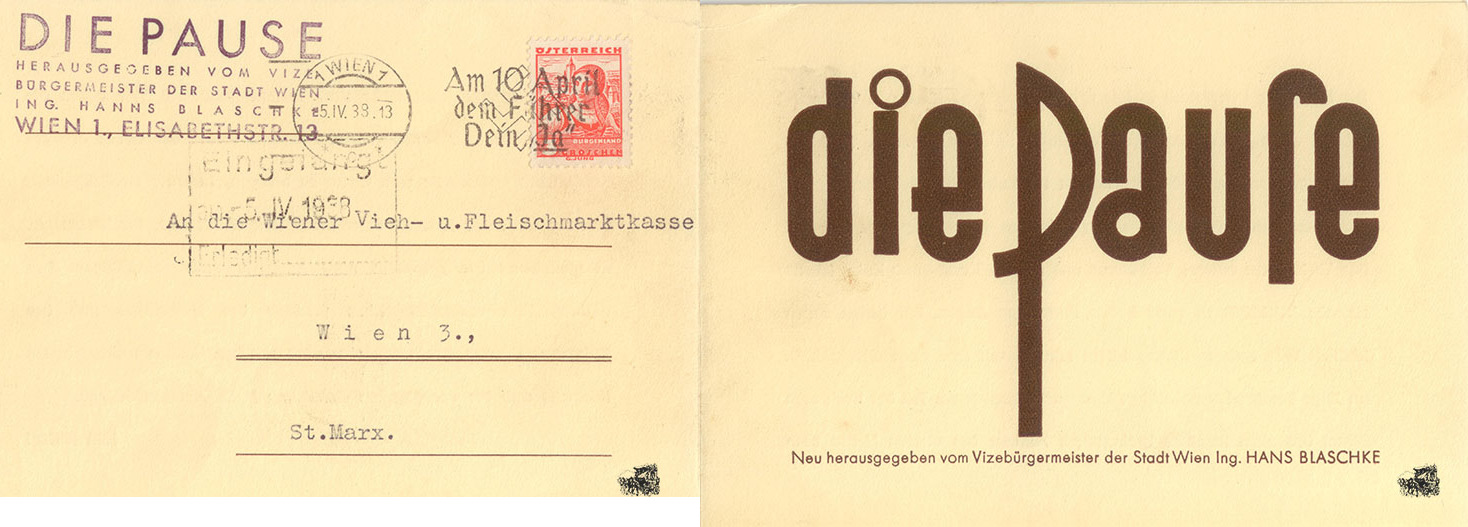 DIE PAUSE
HERAUSGEGEBEN VOM VIZE-
BÜRGERMEISTER DER STADT WIEN
ING. HANNS BLASCHKE
WIEN 1., ELISABETHSTR. 13
WIEN 1
5.IV.38.13
Am 10. April
dem Führer
Dein „Ja"
ÖSTERREICH
BURGENLAND
GROSCHEN
G.JUNG
Eingelangt
am -5. IV. 1938
Erledigt
An die Wiener Vieh- u.Fleischmarktkasse
Wien 3.,
St.Marx.
die Pauſe
Neu herausgegeben vom Vizebürgermeister der Stadt Wien Ing. HANS BLASCHKE